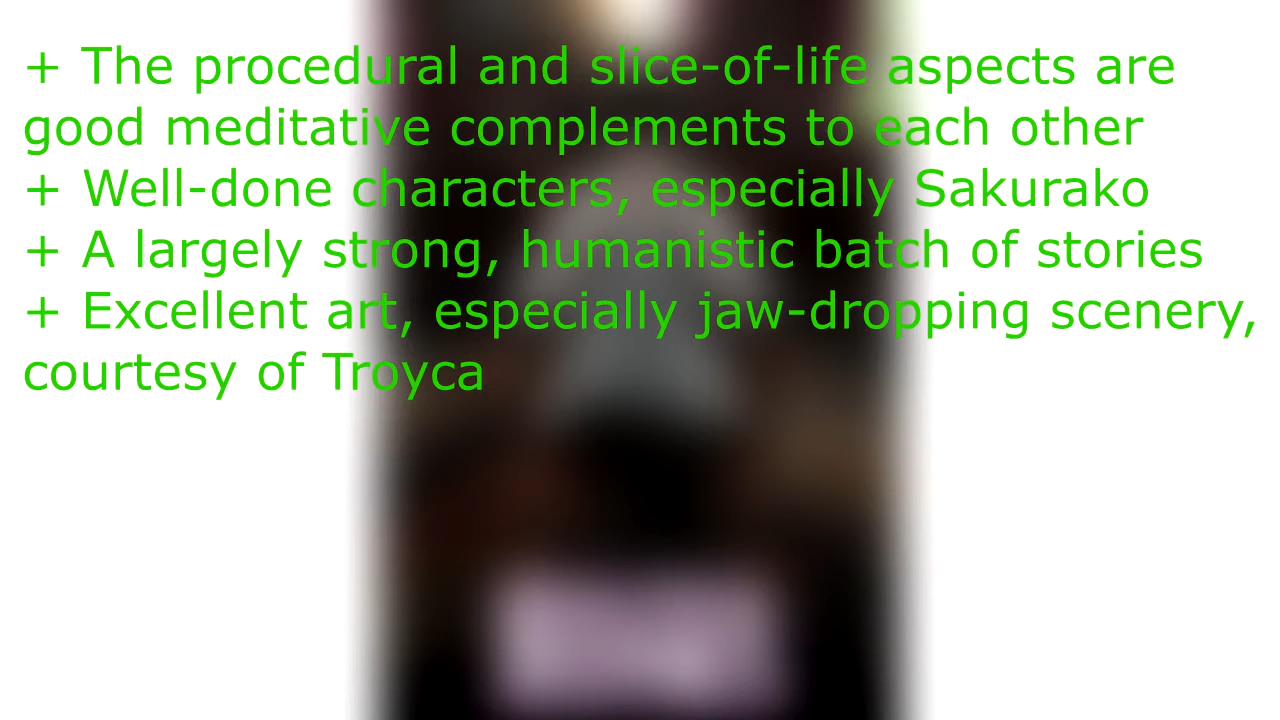 + The procedural and slice-of-life aspects are
good meditative complements to each other
+ Well-done characters, especially Sakurako
+ A largely strong, humanistic batch of stories
+ Excellent art, especially jaw-dropping scenery,
courtesy of Troyca